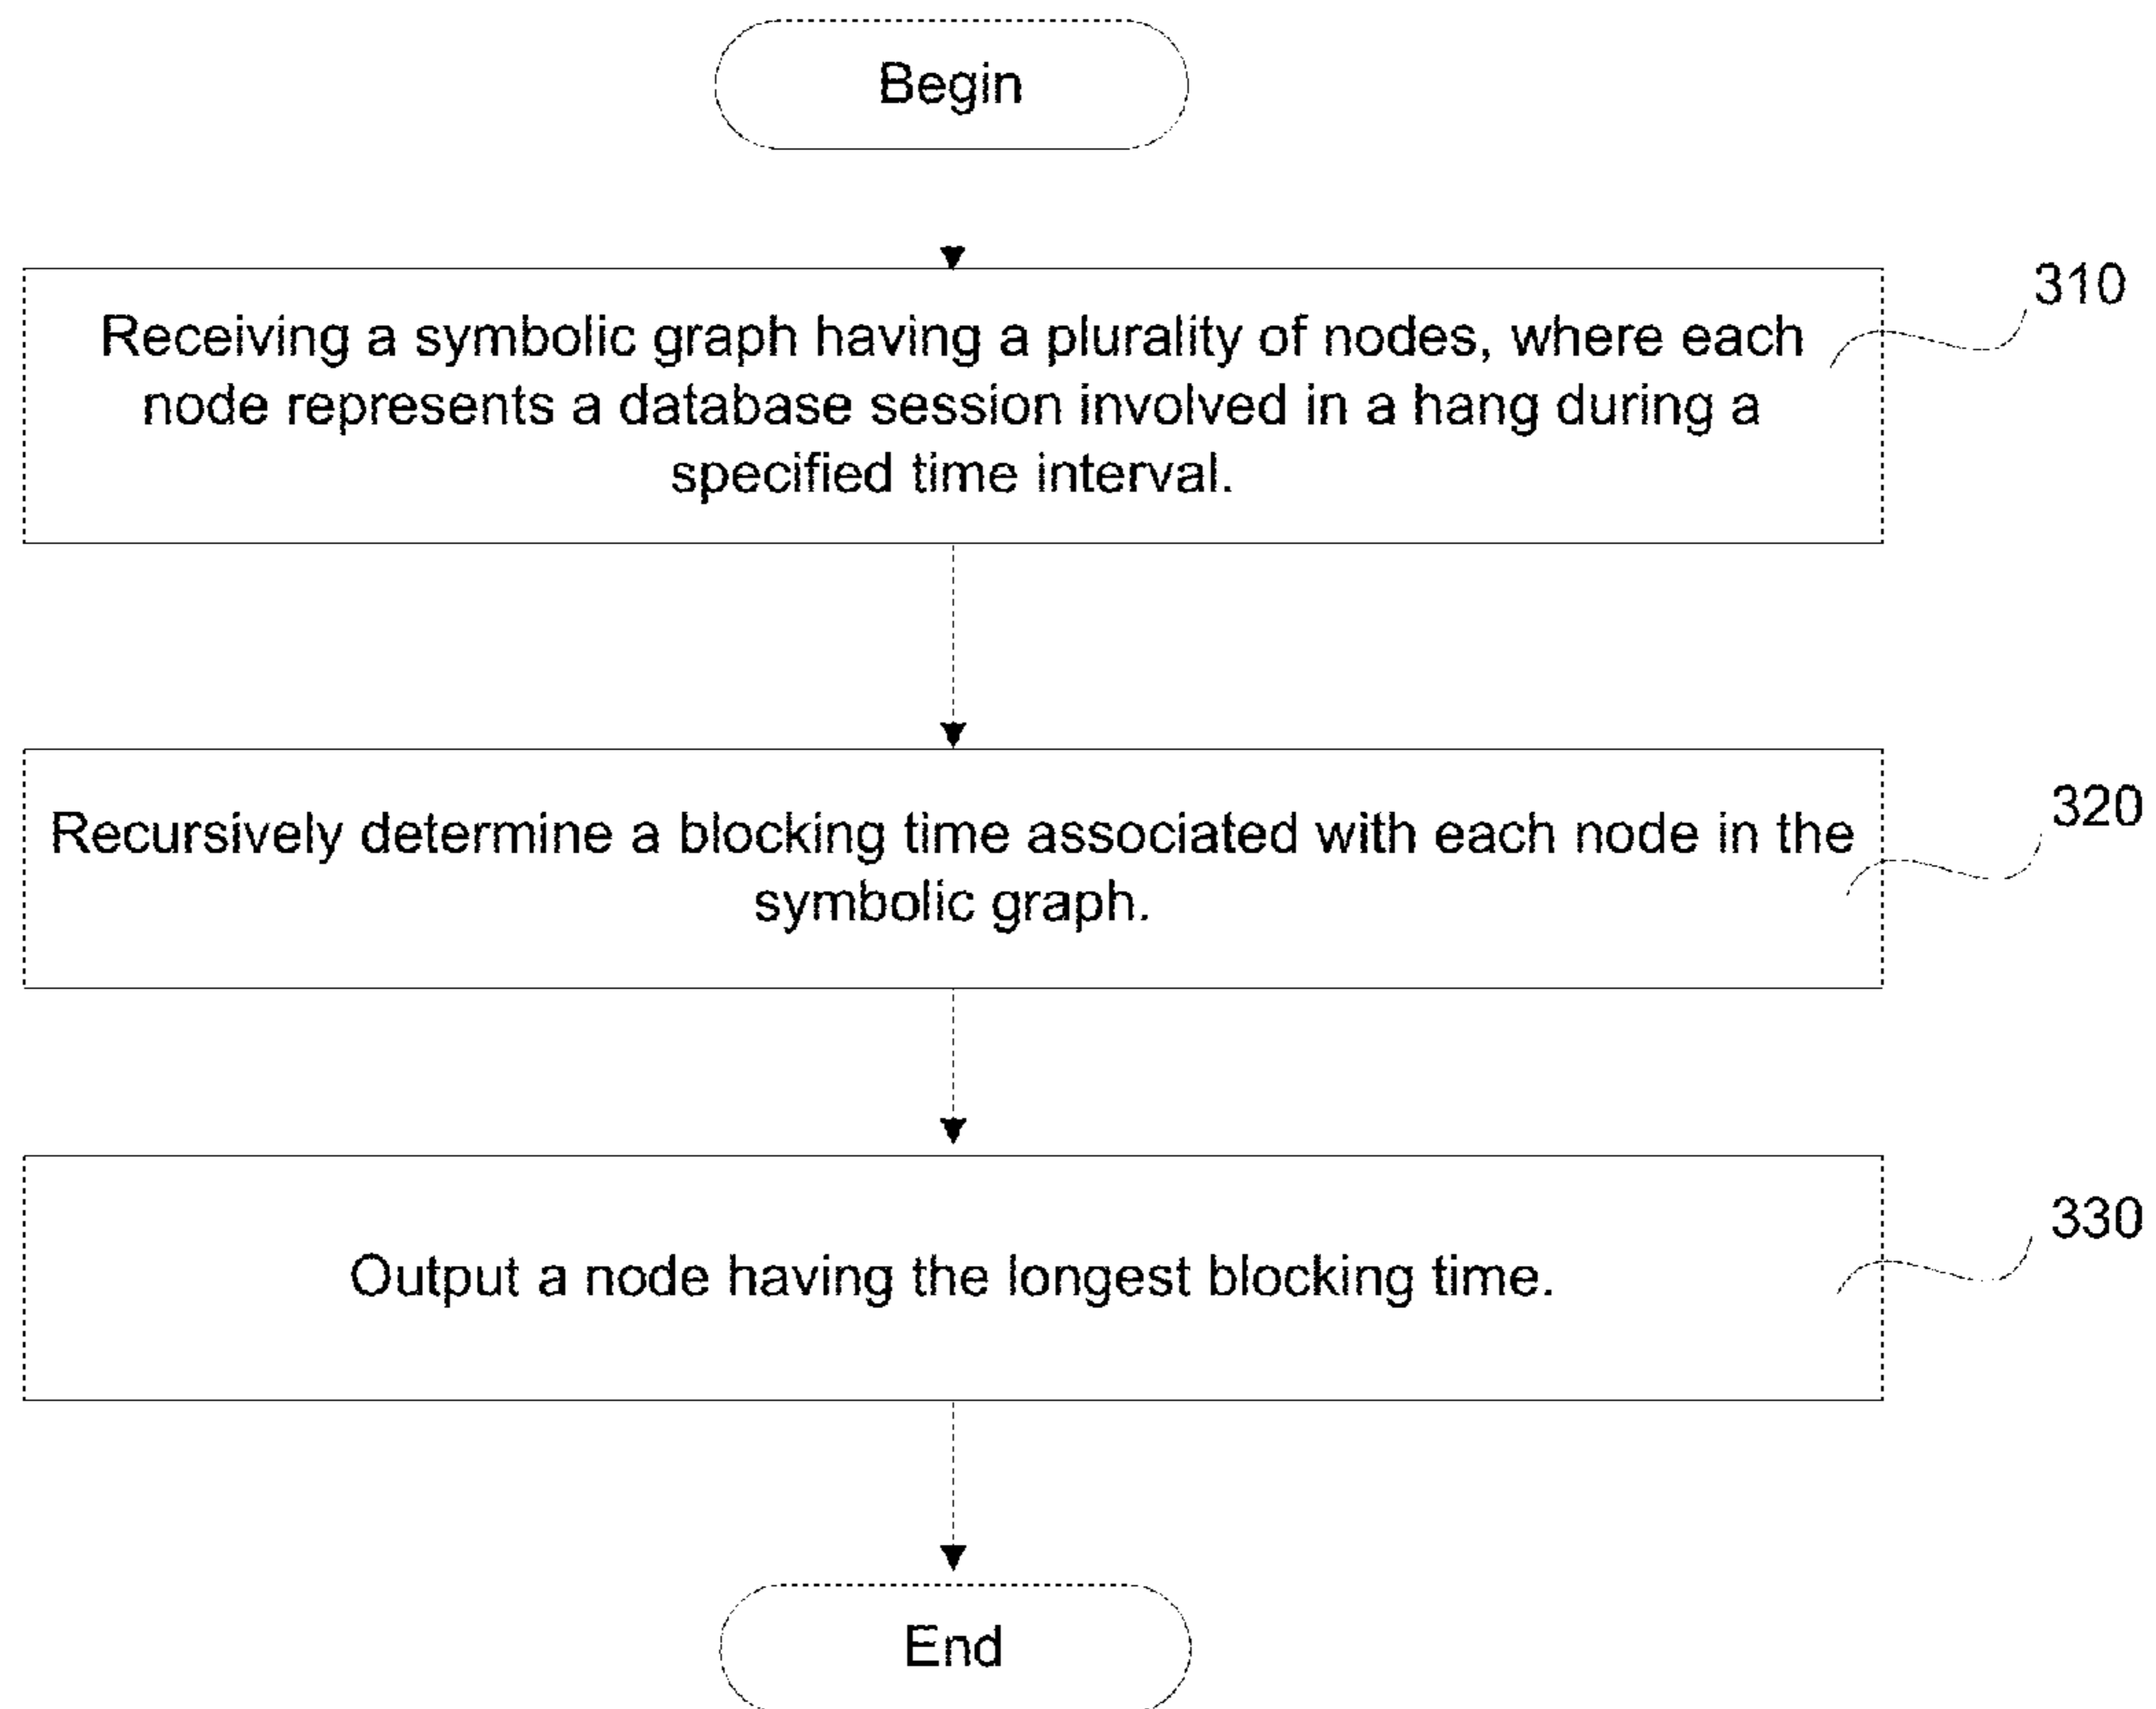 Begin
310
Receiving a symbolic graph having a plurality of nodes, where each
node represents a database session involved in a hang during a
specified time interval.
320
Recursively determine a blocking time associated with each node in the
symbolic graph.
330
Output a node having the longest blocking time.
End